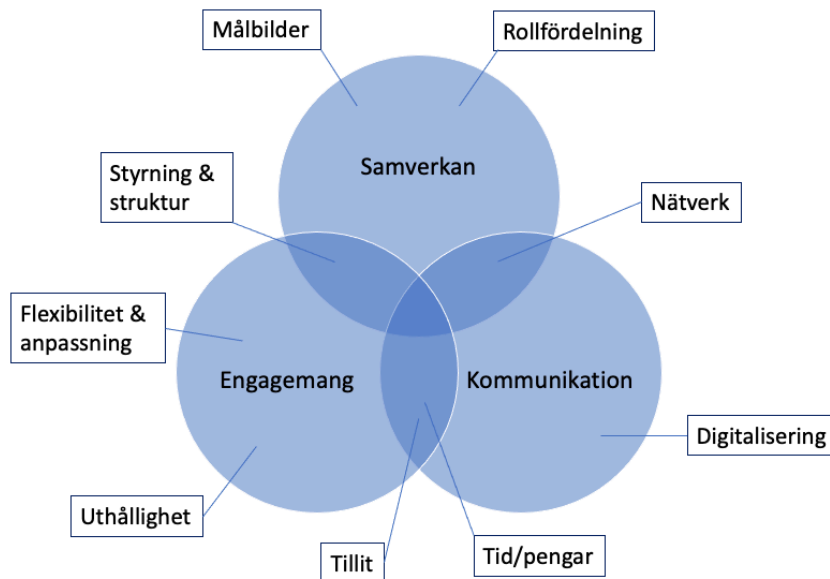 Målbilder
Rollfördelning
Samverkan
Styrning &
struktur
Nätverk
Flexibilitet &
anpassning
Engagemang
Kommunikation
Digitalisering
Uthållighet
Tillit
Tid/pengar